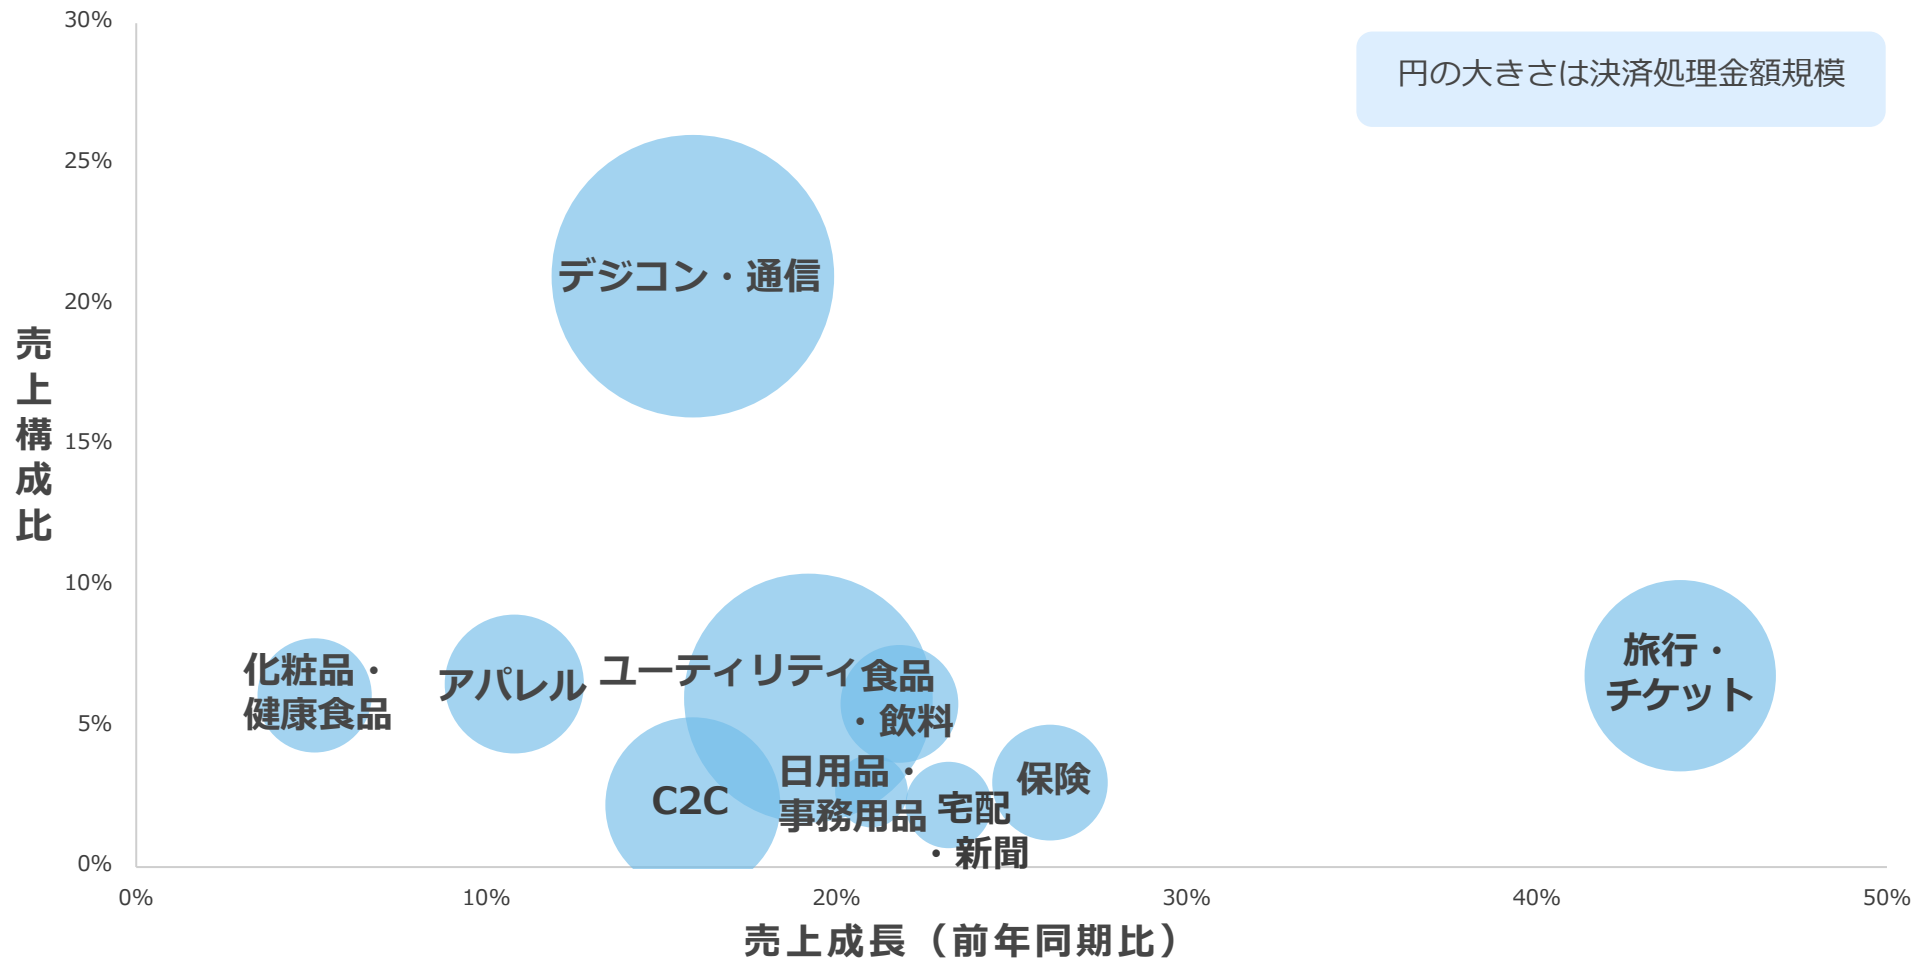 30%
円の大きさは決済処理金額規模
25%
デジコン・通信
20%
売上構成比
15%
10%
旅行・
チケット
化粧品・
健康食品
アパレル
ユーティリティ
食品
・飲料
5%
日用品・
事務用品
保険
C2C
宅配
・新聞
0%
0%
10%
20%
30%
40%
50%
売上成長（前年同期比）